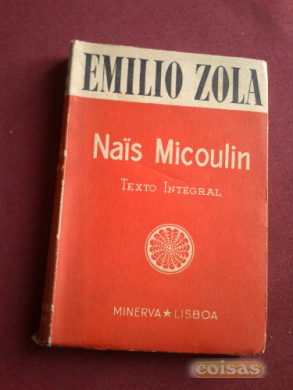 EMILIO ZOLA
Naïs Micoulin
TEXTO INTEGRAL
MINERVA ★ LISBOA
coisas